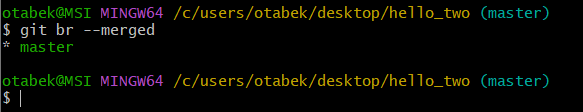 otabek@MSI MINGW64 /c/users/otabek/desktop/hello_two (master)
$ git br --merged
* master
otabek@MSI MINGW64 /c/users/otabek/desktop/hello_two (master)
$